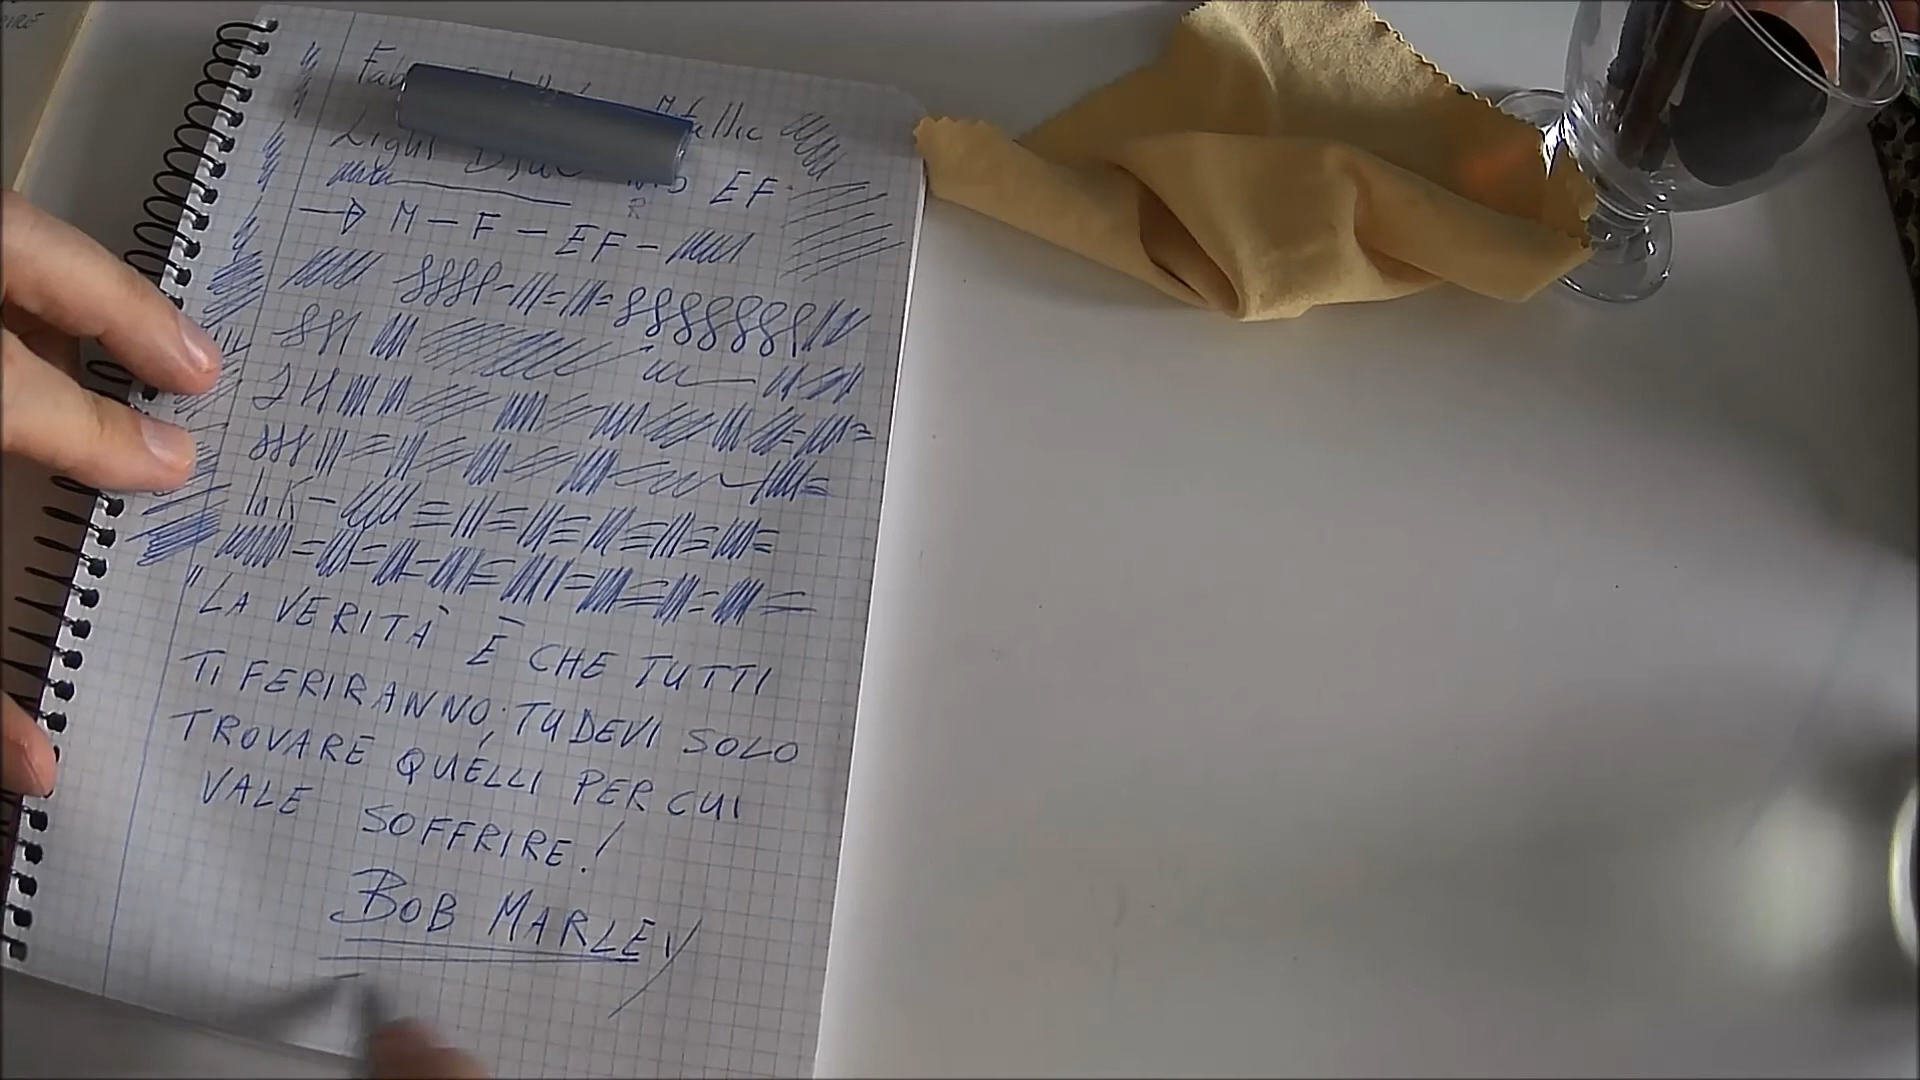 Light
EF
→ M - F - EF -
"LA VERITÀ È CHE TUTTI
TI FERIRANNO, TU DEVI SOLO
TROVARE QUELLI PER CUI
VALE SOFFRIRE!
BOB MARLEY